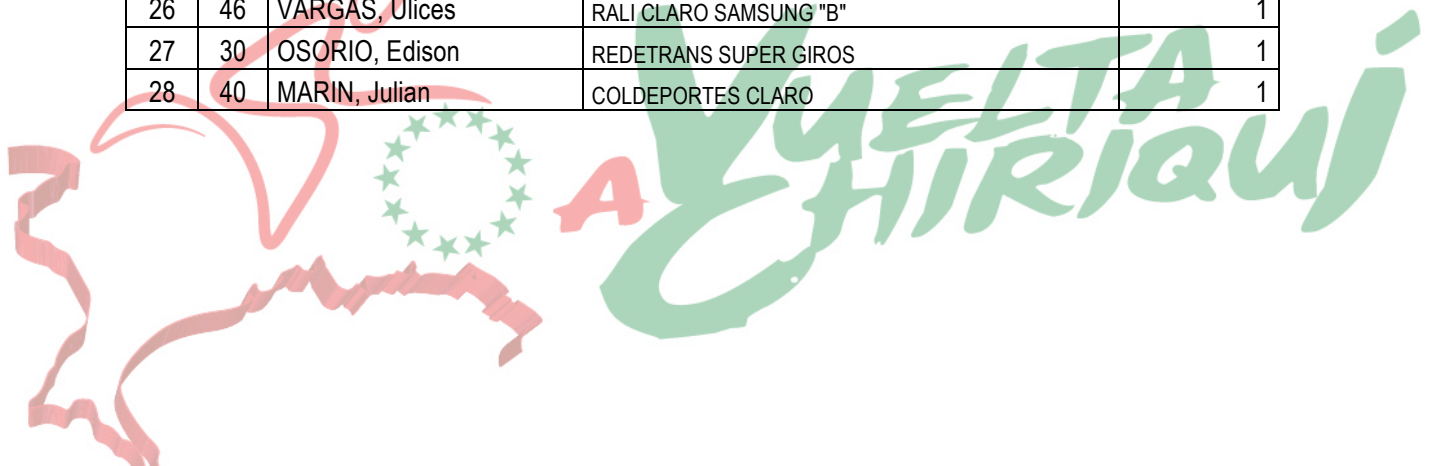 26 46 VARGAS, Ulices RALI CLARO SAMSUNG "B" 1
27 30 OSORIO, Edison REDETRANS SUPER GIROS 1
28 40 MARIN, Julian COLDEPORTES CLARO 1
A VUELTA
CHIRIQUÍ